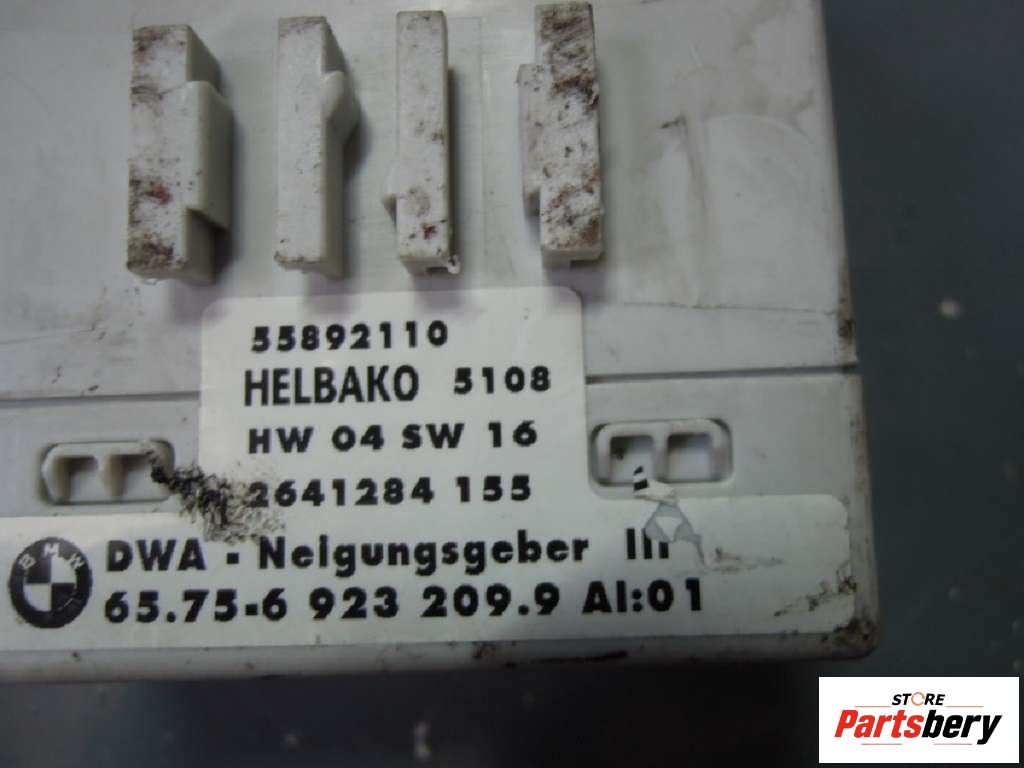 55892110
HELBAKO 5108
HW 04 SW 16
2641284 155
BMW
DWA - Neigungsgeber III
65.75-6 923 209.9 AI:01
STORE
Partsbery